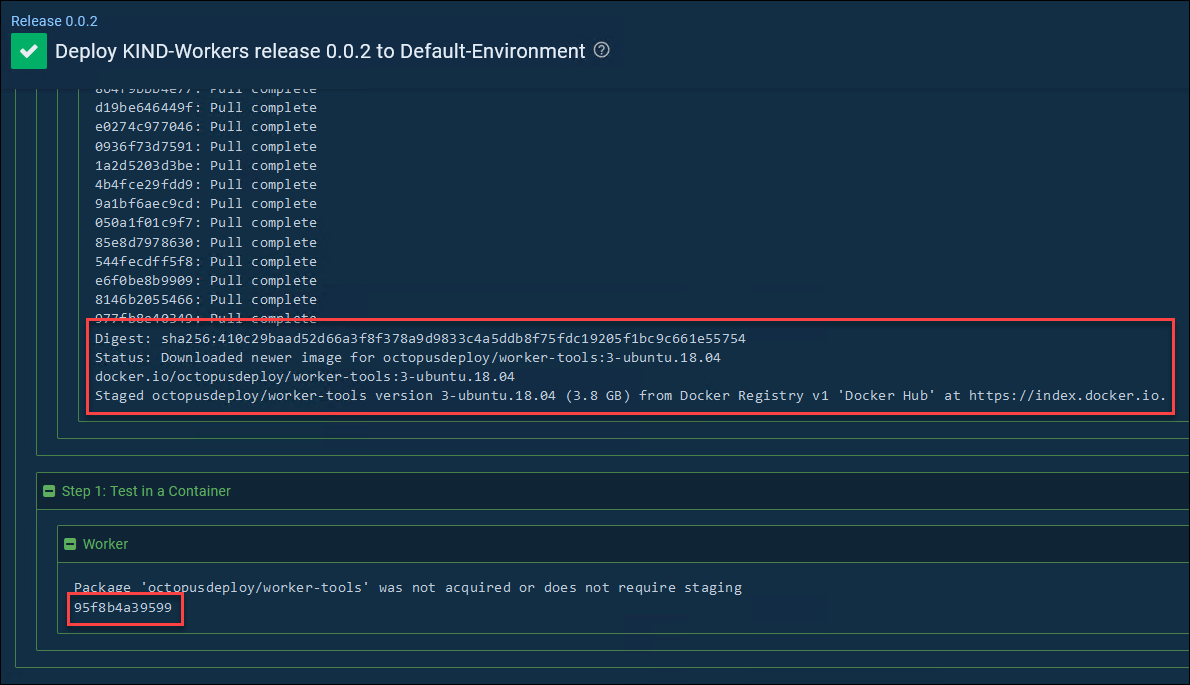 Release 0.0.2
Deploy KIND-Workers release 0.0.2 to Default-Environment ?
864f9bbb4e77: Pull complete
d19be646449f: Pull complete
e0274c977046: Pull complete
0936f73d7591: Pull complete
1a2d5203d3be: Pull complete
4b4fce29fdd9: Pull complete
9a1bf6aec9cd: Pull complete
050a1f01c9f7: Pull complete
85e8d7978630: Pull complete
544fecdff5f8: Pull complete
e6f0be8b9909: Pull complete
8146b2055466: Pull complete
977fb8e40349: Pull complete
Digest: sha256:410c29baad52d66a3f8f378a9d9833c4a5ddb8f75fdc19205f1bc9c661e55754
Status: Downloaded newer image for octopusdeploy/worker-tools:3-ubuntu.18.04
docker.io/octopusdeploy/worker-tools:3-ubuntu.18.04
Staged octopusdeploy/worker-tools version 3-ubuntu.18.04 (3.8 GB) from Docker Registry v1 'Docker Hub' at https://index.docker.io.
Step 1: Test in a Container
Worker
Package 'octopusdeploy/worker-tools' was not acquired or does not require staging
95f8b4a39599